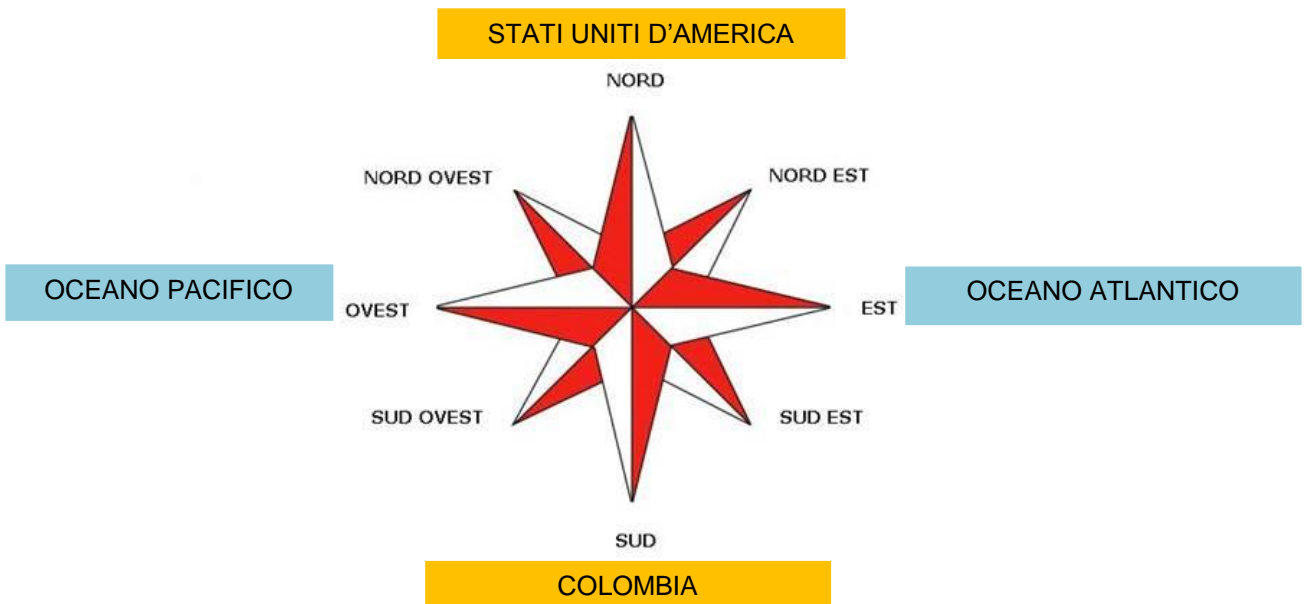 STATI UNITI D'AMERICA
NORD
NORD OVEST
NORD EST
OCEANO PACIFICO
OVEST
EST
OCEANO ATLANTICO
SUD OVEST
SUD EST
SUD
COLOMBIA